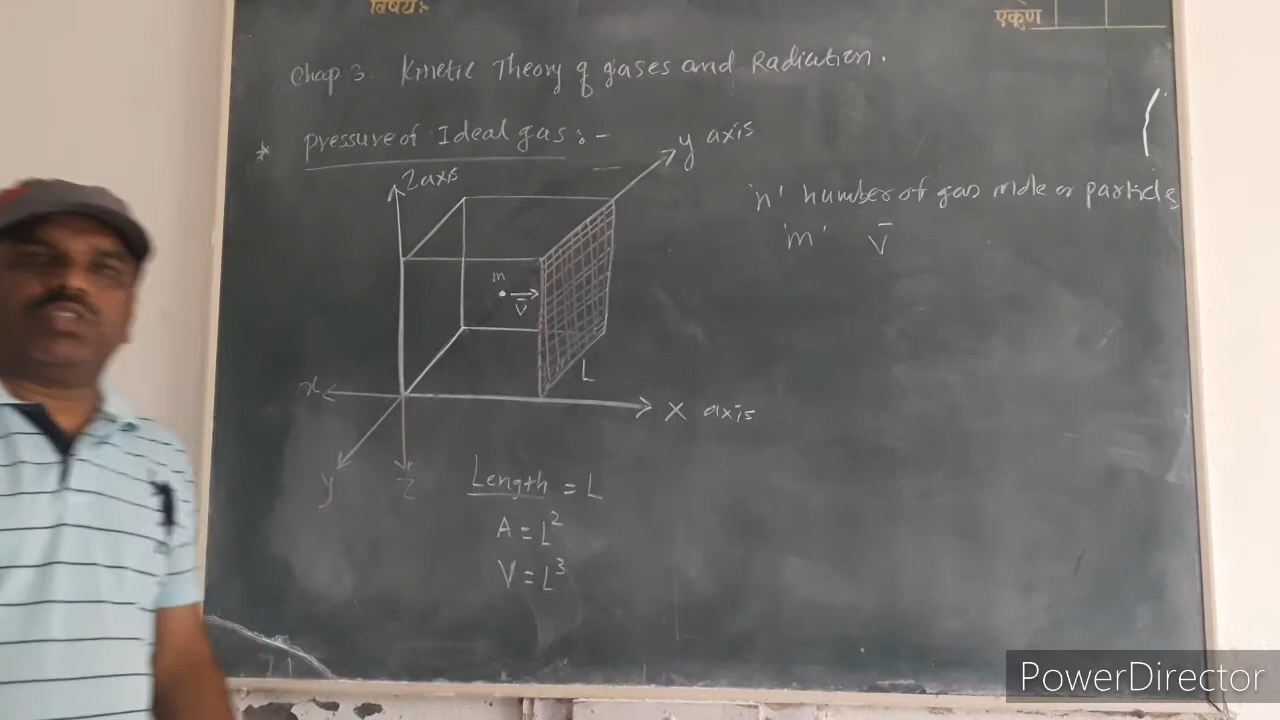 विषय:-
एकुण
Chap 3. Kinetic Theory of gases and Radiation.
* Pressure of Ideal gas :-
Z axis
y axis
'n' number of gas mole or particls
'm' v̄
m
v̄
L
x
X axis
y
z
Length = L
A = L²
V = L³
PowerDirector